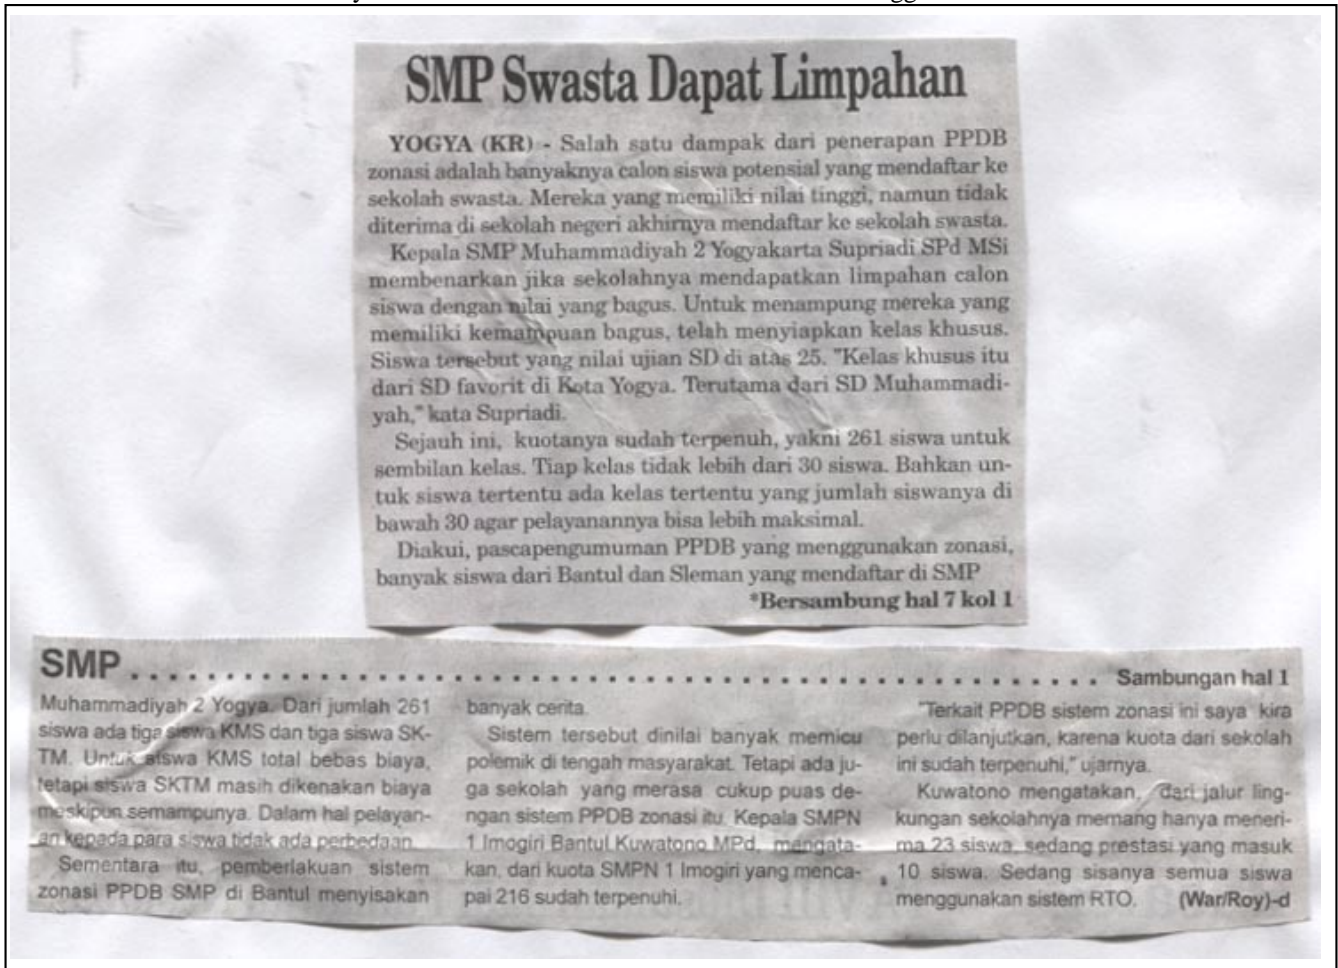 SMP Swasta Dapat Limpahan
YOGYA (KR) - Salah satu dampak dari penerapan PPDB
zonasi adalah banyaknya calon siswa potensial yang mendaftar ke
sekolah swasta. Mereka yang memiliki nilai tinggi, namun tidak
diterima di sekolah negeri akhirnya mendaftar ke sekolah swasta.
Kepala SMP Muhammadiyah 2 Yogyakarta Supriadi SPd MSi
membenarkan jika sekolahnya mendapatkan limpahan calon
siswa dengan nilai yang bagus. Untuk menampung mereka yang
memiliki kemampuan bagus, telah menyiapkan kelas khusus.
Siswa tersebut yang nilai ujian SD di atas 25. "Kelas khusus itu
dari SD favorit di Kota Yogya. Terutama dari SD Muhammadi-
yah," kata Supriadi.
Sejauh ini, kuotanya sudah terpenuh, yakni 261 siswa untuk
sembilan kelas. Tiap kelas tidak lebih dari 30 siswa. Bahkan un-
tuk siswa tertentu ada kelas tertentu yang jumlah siswanya di
bawah 30 agar pelayanannya bisa lebih maksimal.
Diakui, pascapengumuman PPDB yang menggunakan zonasi,
banyak siswa dari Bantul dan Sleman yang mendaftar di SMP
*Bersambung hal 7 kol 1
SMP . . . . . . . . . . . . . . . . . . . . . . . . . . . . . . . . . . . . . . . Sambungan hal 1
Muhammadiyah 2 Yogya. Dari jumlah 261
siswa ada tiga siswa KMS dan tiga siswa SK-
TM. Untuk siswa KMS total bebas biaya,
tetapi siswa SKTM masih dikenakan biaya
meskipun semampunya. Dalam hal pelayan-
an kepada para siswa tidak ada perbedaan.
Sementara itu, pemberlakuan sistem
zonasi PPDB SMP di Bantul menyisakan
banyak cerita.
Sistem tersebut dinilai banyak memicu
polemik di tengah masyarakat. Tetapi ada ju-
ga sekolah yang merasa cukup puas de-
ngan sistem PPDB zonasi itu. Kepala SMPN
1 Imogiri Bantul Kuwatono MPd, mengata-
kan, dari kuota SMPN 1 Imogiri yang menca-
pai 216 sudah terpenuhi.
"Terkait PPDB sistem zonasi ini saya kira
perlu dilanjutkan, karena kuota dari sekolah
ini sudah terpenuhi," ujarnya.
Kuwatono mengatakan, dari jalur ling-
kungan sekolahnya memang hanya meneri-
ma 23 siswa, sedang prestasi yang masuk
10 siswa. Sedang sisanya semua siswa
menggunakan sistem RTO. (War/Roy)-d